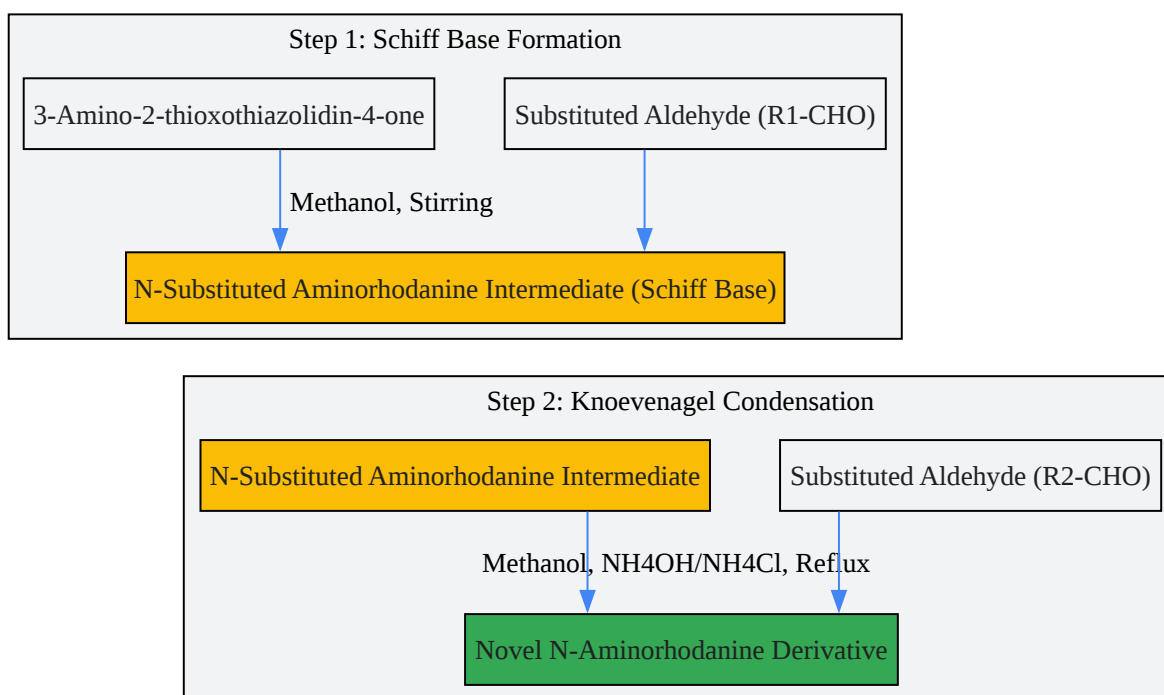 Step 1: Schiff Base Formation
3-Amino-2-thioxothiazolidin-4-one
Substituted Aldehyde (R1-CHO)
Methanol, Stirring
N-Substituted Aminorhodanine Intermediate (Schiff Base)
Step 2: Knoevenagel Condensation
N-Substituted Aminorhodanine Intermediate
Substituted Aldehyde (R2-CHO)
Methanol, NH4OH/NH4Cl, Reflux
Novel N-Aminorhodanine Derivative